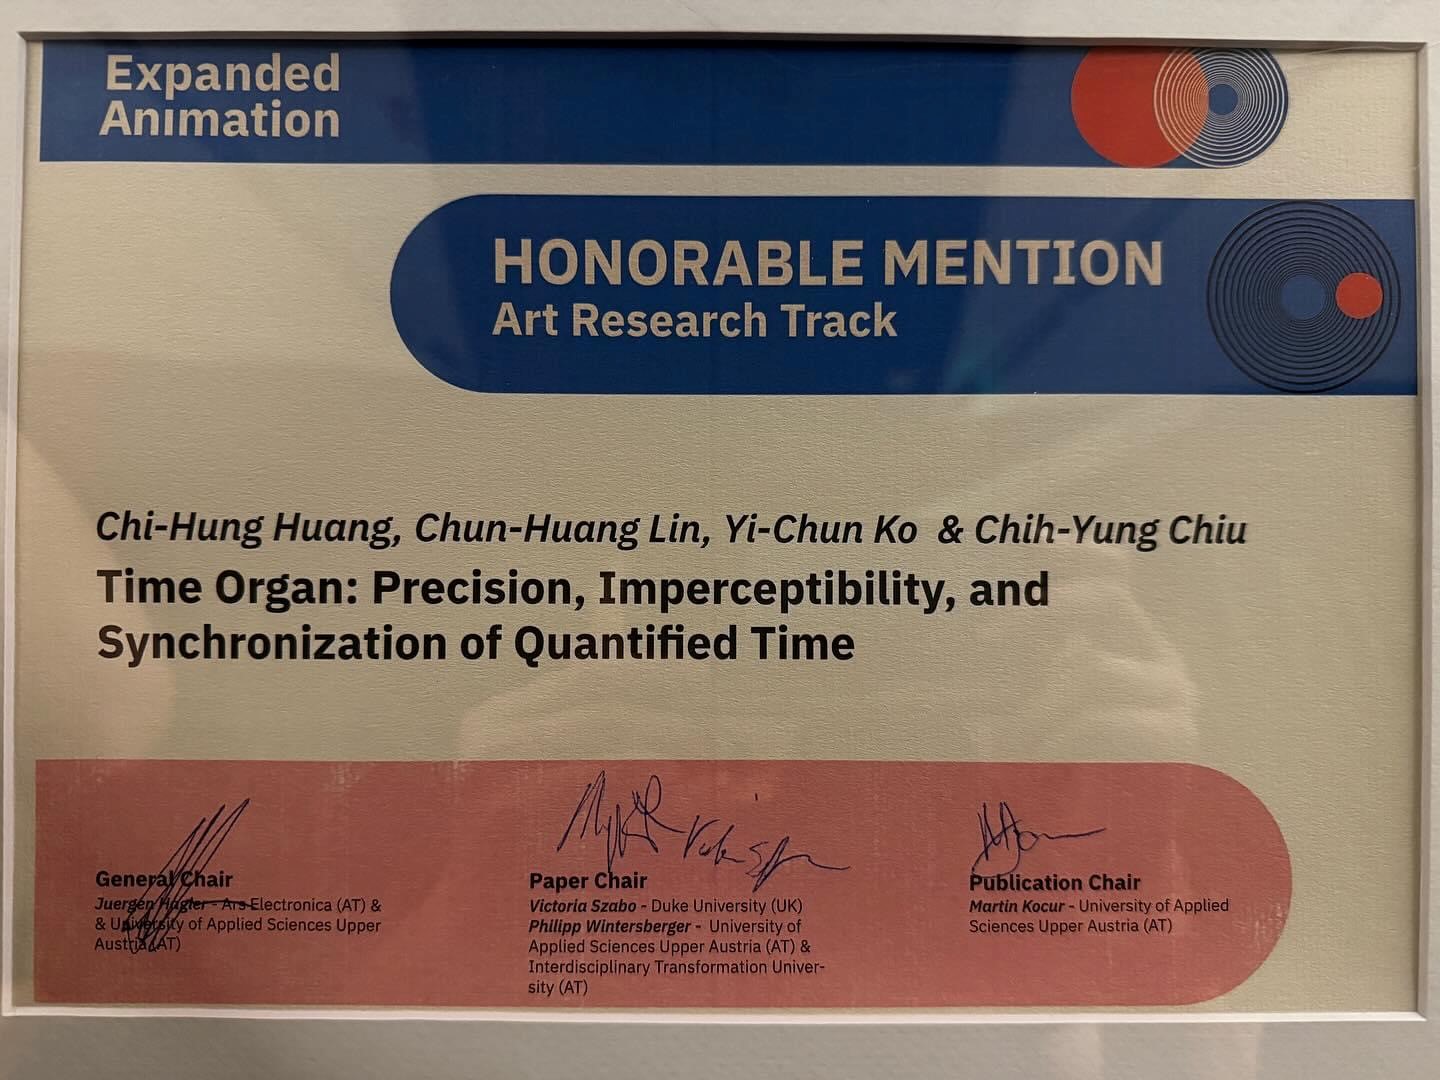 Expanded
Animation
HONORABLE MENTION
Art Research Track
Chi-Hung Huang, Chun-Huang Lin, Yi-Chun Ko & Chih-Yung Chiu
Time Organ: Precision, Imperceptibility, and
Synchronization of Quantified Time
General Chair
Juergen Hagler - Ars Electronica (AT) &
& University of Applied Sciences Upper
Austria (AT)
Paper Chair
Victoria Szabo - Duke University (UK)
Philipp Wintersberger - University of
Applied Sciences Upper Austria (AT) &
Interdisciplinary Transformation Univer-
sity (AT)
Publication Chair
Martin Kocur - University of Applied
Sciences Upper Austria (AT)